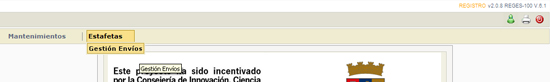 REGISTRO v2.0.8 REGES-100 V.6.1
Mantenimientos
Estafetas
Gestión Envíos
Gestión Envíos
Este ha sido incentivado
por la Consejería de Innovación, Ciencia